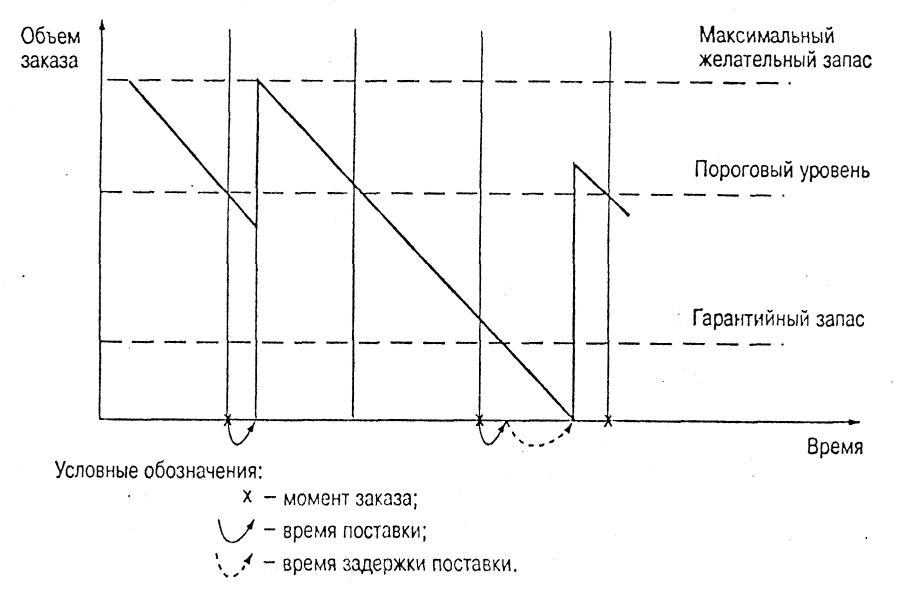 Объем
заказа
Максимальный
желательный запас
Пороговый уровень
Гарантийный запас
Время
Условные обозначения:
х – момент заказа;
– время поставки;
– время задержки поставки.